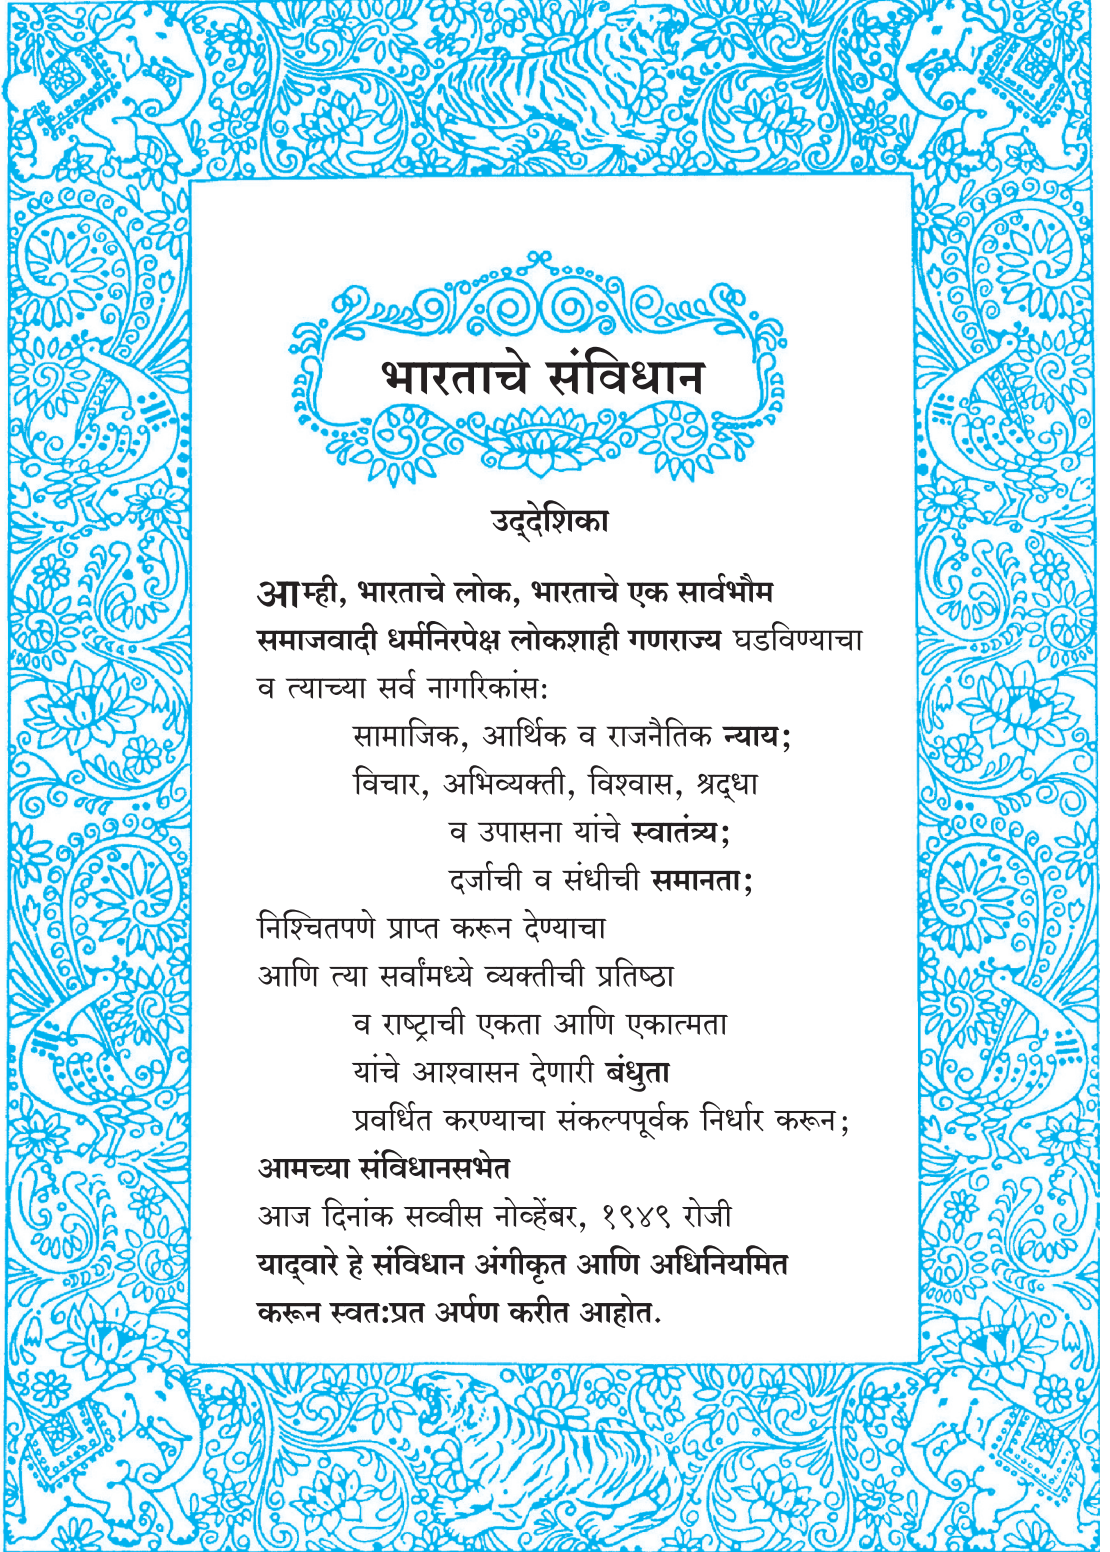 भारताचे संविधान
उद्‌देशिका
आम्ही, भारताचे लोक, भारताचे एक सार्वभौम
समाजवादी धर्मनिरपेक्ष लोकशाही गणराज्य घडविण्याचा
व त्याच्या सर्व नागरिकांस:
सामाजिक, आर्थिक व राजनैतिक न्याय;
विचार, अभिव्यक्ती, विश्वास, श्रद्‌धा
व उपासना यांचे स्वातंत्र्य;
दर्जाची व संधीची समानता;
निश्चितपणे प्राप्त करून देण्याचा
आणि त्या सर्वांमध्ये व्यक्तीची प्रतिष्ठा
व राष्ट्राची एकता आणि एकात्मता
यांचे आश्वासन देणारी बंधुता
प्रवर्धित करण्याचा संकल्पपूर्वक निर्धार करून;
आमच्या संविधानसभेत
आज दिनांक सव्वीस नोव्हेंबर, १९४९ रोजी
याद्‌वारे हे संविधान अंगीकृत आणि अधिनियमित
करून स्वत:प्रत अर्पण करीत आहोत.